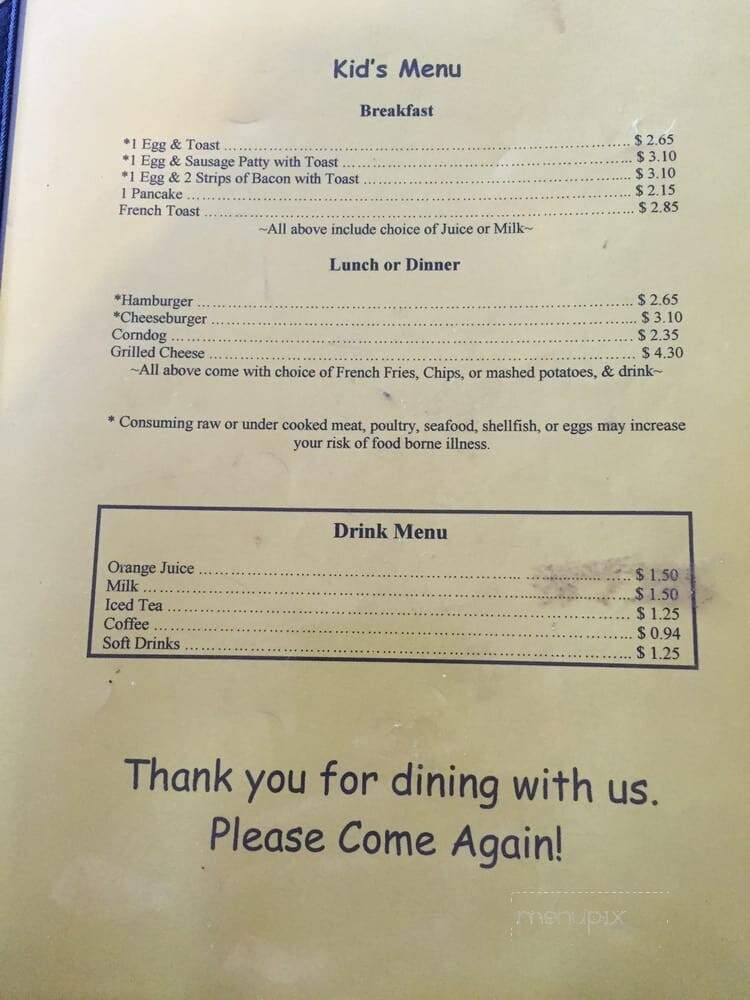 Kid's Menu
Breakfast
*1 Egg & Toast ........ $ 2.65
*1 Egg & Sausage Patty with Toast ........ $ 3.10
*1 Egg & 2 Strips of Bacon with Toast ........ $ 3.10
1 Pancake ........ $ 2.15
French Toast ........ $ 2.85
~All above include choice of Juice or Milk~
Lunch or Dinner
*Hamburger ........ $ 2.65
*Cheeseburger ........ $ 3.10
Corndog ........ $ 2.35
Grilled Cheese ........ $ 4.30
~All above come with choice of French Fries, Chips, or mashed potatoes, & drink~
* Consuming raw or under cooked meat, poultry, seafood, shellfish, or eggs may increase
your risk of food borne illness.
Drink Menu
Orange Juice ........ $ 1.50
Milk ........ $ 1.50
Iced Tea ........ $ 1.25
Coffee ........ $ 0.94
Soft Drinks ........ $ 1.25
Thank you for dining with us.
Please Come Again!
menupix